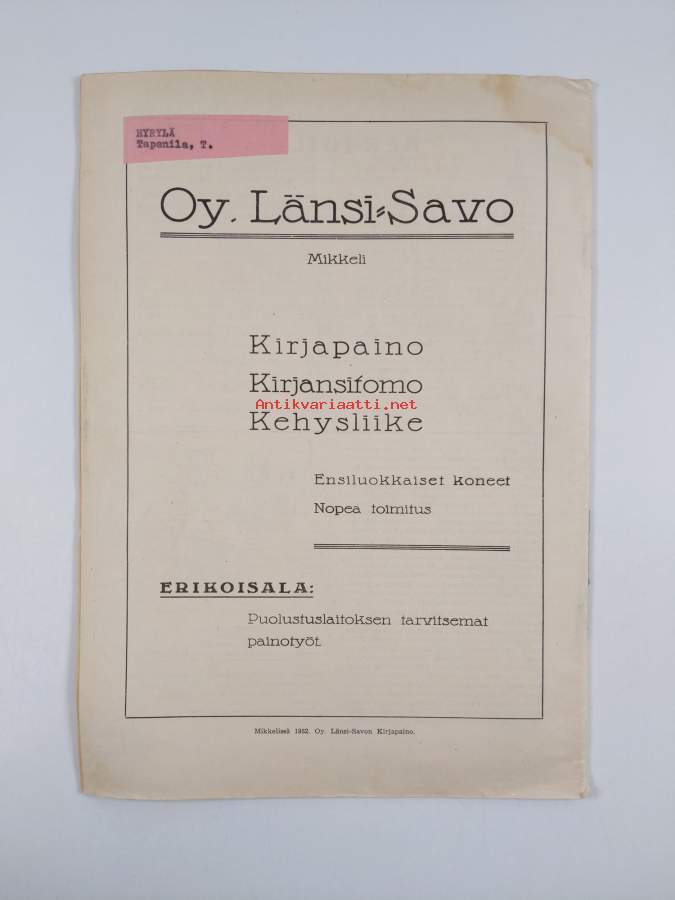 HYRYLÄ
Tapanila, T.
Oy. Länsi-Savo
Mikkeli
Kirjapaino
Kirjansitomo
Antikvariaatti.net
Kehysliike
Ensiluokkaiset koneet
Nopea toimitus
ERIKOISALA:
Puolustuslaitoksen tarvitsemat
painotyöt.
Mikkelissä 1952. Oy. Länsi-Savon Kirjapaino.